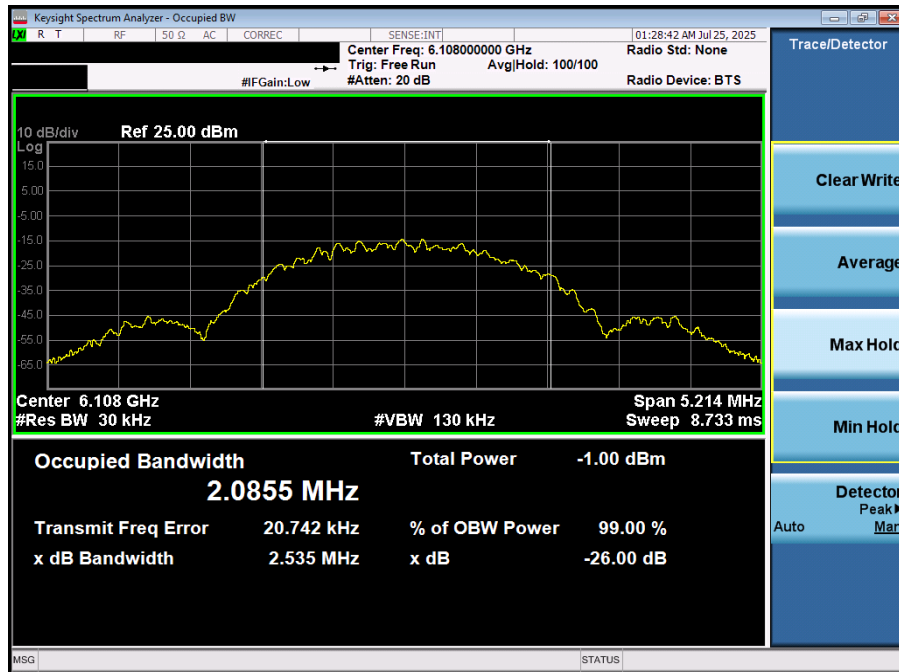 Keysight Spectrum Analyzer - Occupied BW
LXI R T RF 50 Ω AC CORREC SENSE:INT 01:28:42 AM Jul 25, 2025
Center Freq: 6.108000000 GHz Radio Std: None
Trig: Free Run Avg|Hold: 100/100
#IFGain:Low #Atten: 20 dB Radio Device: BTS
Trace/Detector
10 dB/div Ref 25.00 dBm
Log
15.0
5.00
-5.00
-15.0
-25.0
-35.0
-45.0
-55.0
-65.0
Center 6.108 GHz Span 5.214 MHz
#Res BW 30 kHz #VBW 130 kHz Sweep 8.733 ms
Occupied Bandwidth Total Power -1.00 dBm
2.0855 MHz
Transmit Freq Error 20.742 kHz % of OBW Power 99.00 %
x dB Bandwidth 2.535 MHz x dB -26.00 dB
Clear Write
Average
Max Hold
Min Hold
Detector
Peak
Auto Man
MSG STATUS